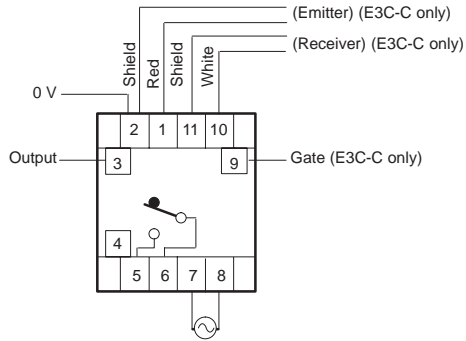 (Emitter) (E3C-C only)
(Receiver) (E3C-C only)
Shield
Red
Shield
White
0 V
2 1 11 10
Output
3
9
Gate (E3C-C only)
4
5 6 7 8